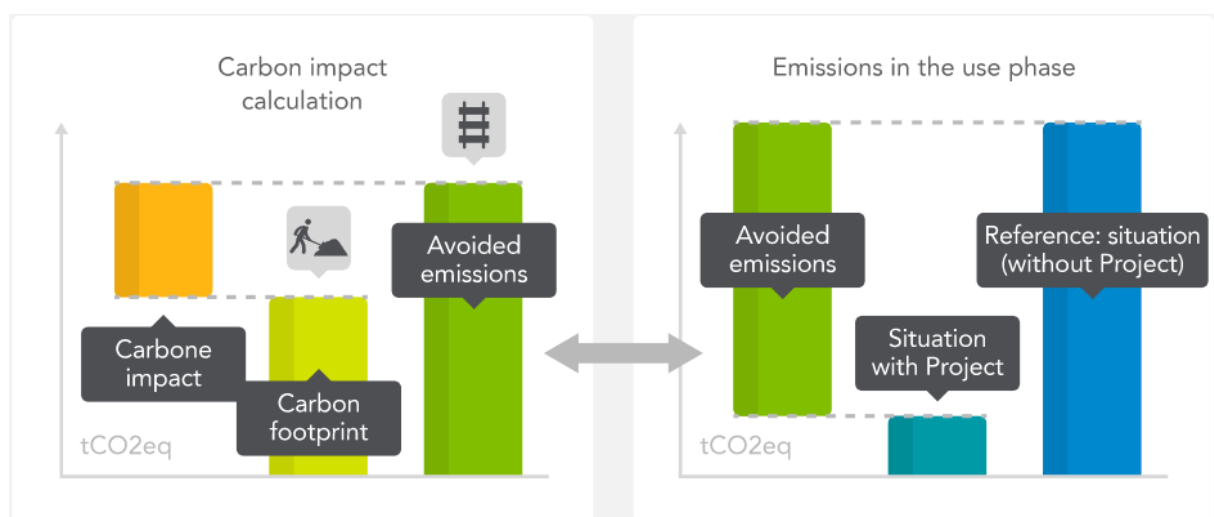 Carbon impact
calculation
Avoided
emissions
Carbone
impact
Carbon
footprint
tCO2eq
Emissions in the use phase
Avoided
emissions
Reference: situation
(without Project)
Situation
with Project
tCO2eq